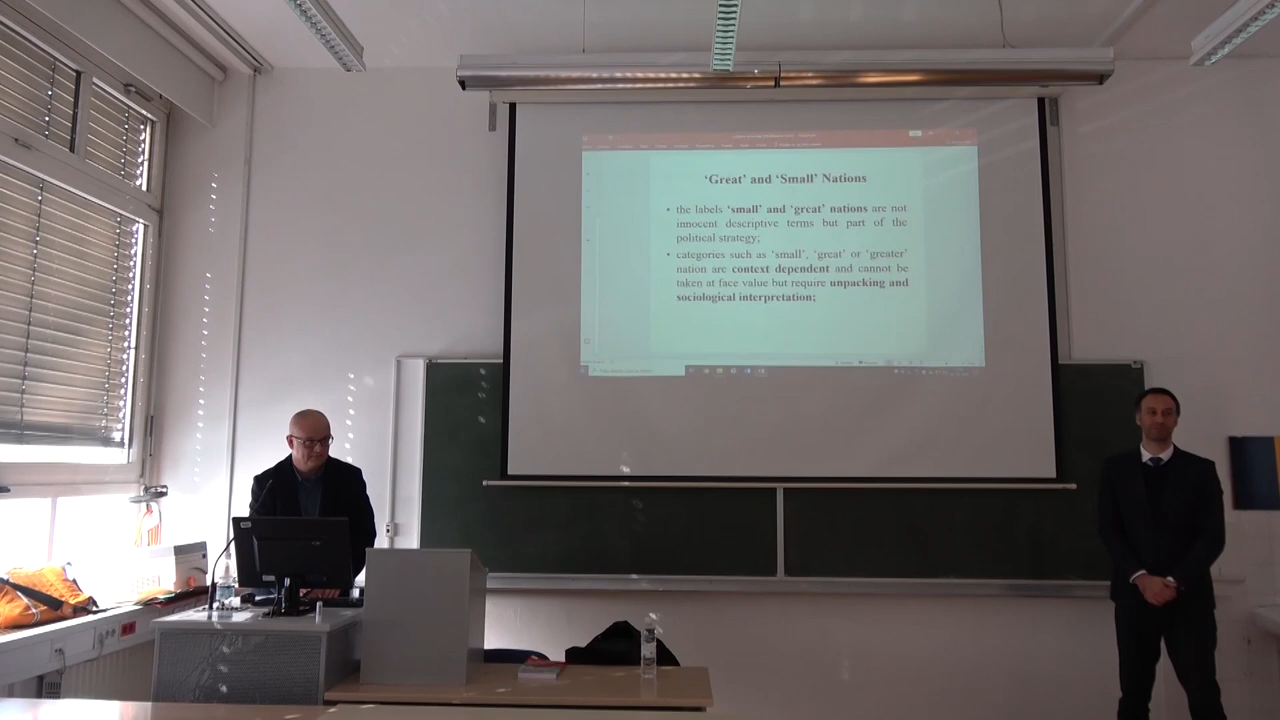 ‘Great’ and ‘Small’ Nations
• the labels ‘small’ and ‘great’ nations are not
innocent descriptive terms but part of the
political strategy;
• categories such as ‘small’, ‘great’ or ‘greater’
nation are context dependent and cannot be
taken at face value but require unpacking and
sociological interpretation;